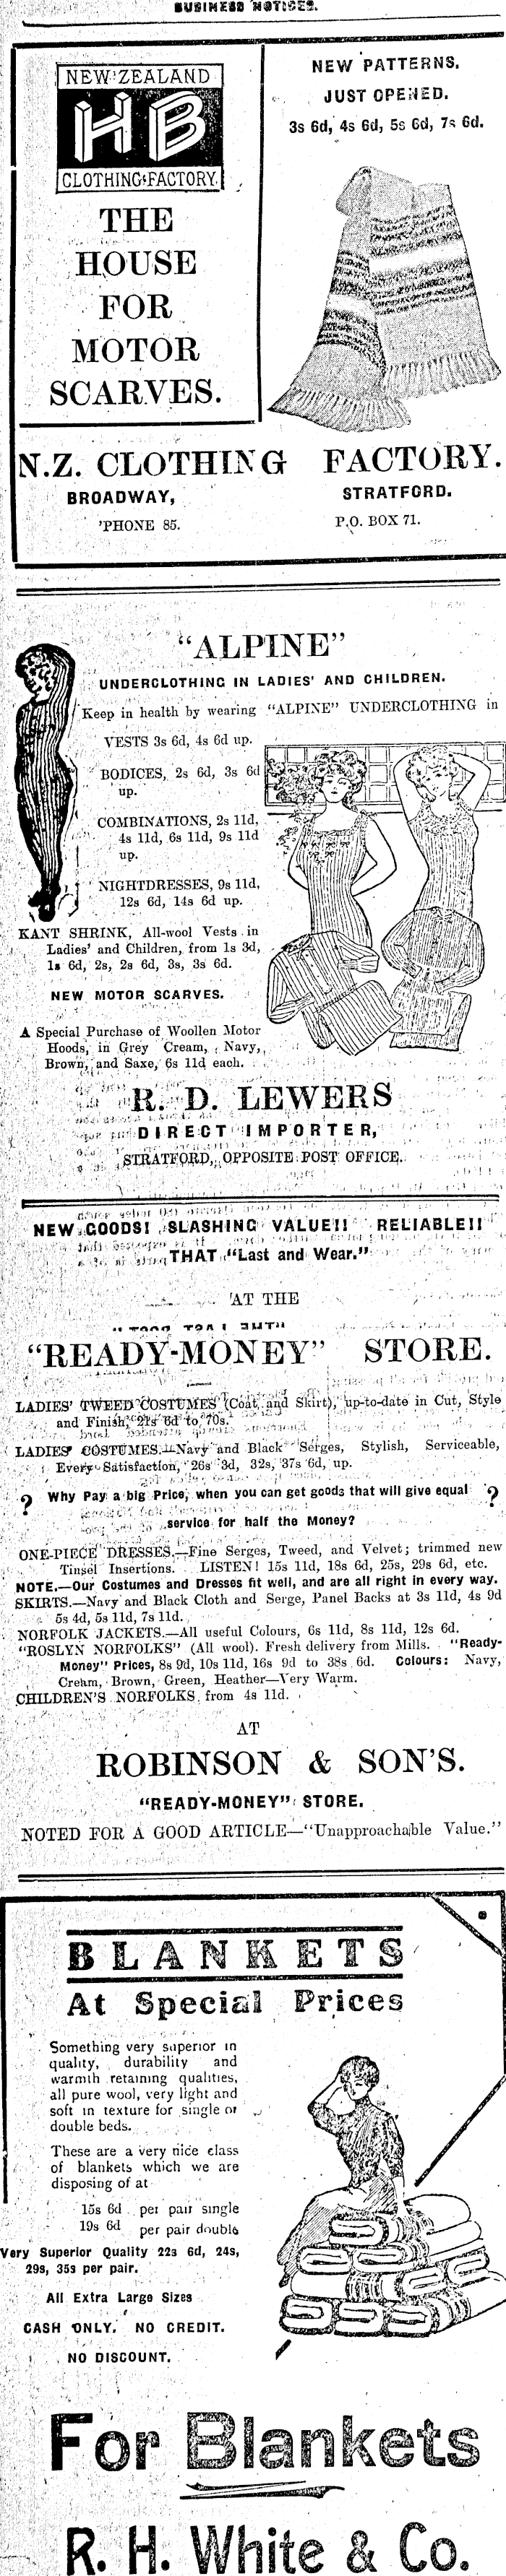 BUSINESS NOTICES.
NEW ZEALAND
HB
CLOTHING FACTORY.
THE
HOUSE
FOR
MOTOR
SCARVES.
NEW PATTERNS.
JUST OPENED.
3s 6d, 4s 6d, 5s 6d, 7s 6d.
N.Z. CLOTHING FACTORY.
BROADWAY, STRATFORD.
'PHONE 85. P.O. BOX 71.
"ALPINE"
UNDERCLOTHING IN LADIES' AND CHILDREN.
Keep in health by wearing "ALPINE" UNDERCLOTHING in
VESTS 3s 6d, 4s 6d up.
BODICES, 2s 6d, 3s 6d
up.
COMBINATIONS, 2s 11d,
4s 11d, 6s 11d, 9s 11d
up.
NIGHTDRESSES, 9s 11d,
12s 6d, 14s 6d up.
KANT SHRINK, All-wool Vests in
Ladies' and Children, from 1s 3d,
1s 6d, 2s, 2s 6d, 3s, 3s 6d.
NEW MOTOR SCARVES.
A Special Purchase of Woollen Motor
Hoods, in Grey Cream, Navy,
Brown, and Saxe, 6s 11d each.
R. D. LEWERS
DIRECT IMPORTER,
STRATFORD, OPPOSITE POST OFFICE.
NEW GOODS! SLASHING VALUE!! RELIABLE!!
THAT "Last and Wear."
AT THE
"READY-MONEY" STORE.
LADIES' TWEED COSTUMES (Coat and Skirt), up-to-date in Cut, Style
and Finish, 21s 6d to 70s.
LADIES' COSTUMES.—Navy and Black Serges, Stylish, Serviceable,
Every Satisfaction, 26s 3d, 32s, 37s 6d, up.
? Why Pay a big Price, when you can get goods that will give equal ?
service for half the Money?
ONE-PIECE DRESSES.—Fine Serges, Tweed, and Velvet; trimmed new
Tinsel Insertions. LISTEN! 15s 11d, 18s 6d, 25s, 29s 6d, etc.
NOTE.—Our Costumes and Dresses fit well, and are all right in every way.
SKIRTS.—Navy and Black Cloth and Serge, Panel Backs at 3s 11d, 4s 9d
5s 4d, 5s 11d, 7s 11d.
NORFOLK JACKETS.—All useful Colours, 6s 11d, 8s 11d, 12s 6d.
"ROSLYN NORFOLKS" (All wool). Fresh delivery from Mills. "Ready-
Money" Prices, 8s 9d, 10s 11d, 16s 9d to 38s 6d. Colours: Navy,
Cream, Brown, Green, Heather—Very Warm.
CHILDREN'S NORFOLKS from 4s 11d.
AT
ROBINSON & SON'S.
"READY-MONEY" STORE.
NOTED FOR A GOOD ARTICLE—"Unapproachable Value."
BLANKETS
At Special Prices
Something very superior in
quality, durability and
warmth retaining qualities,
all pure wool, very light and
soft in texture for single or
double beds.
These are a very nice class
of blankets which we are
disposing of at
15s 6d per pair single
19s 6d per pair double
Very Superior Quality 22s 6d, 24s,
29s, 35s per pair.
All Extra Large Sizes
CASH ONLY. NO CREDIT.
NO DISCOUNT.
For Blankets
R. H. White & Co.